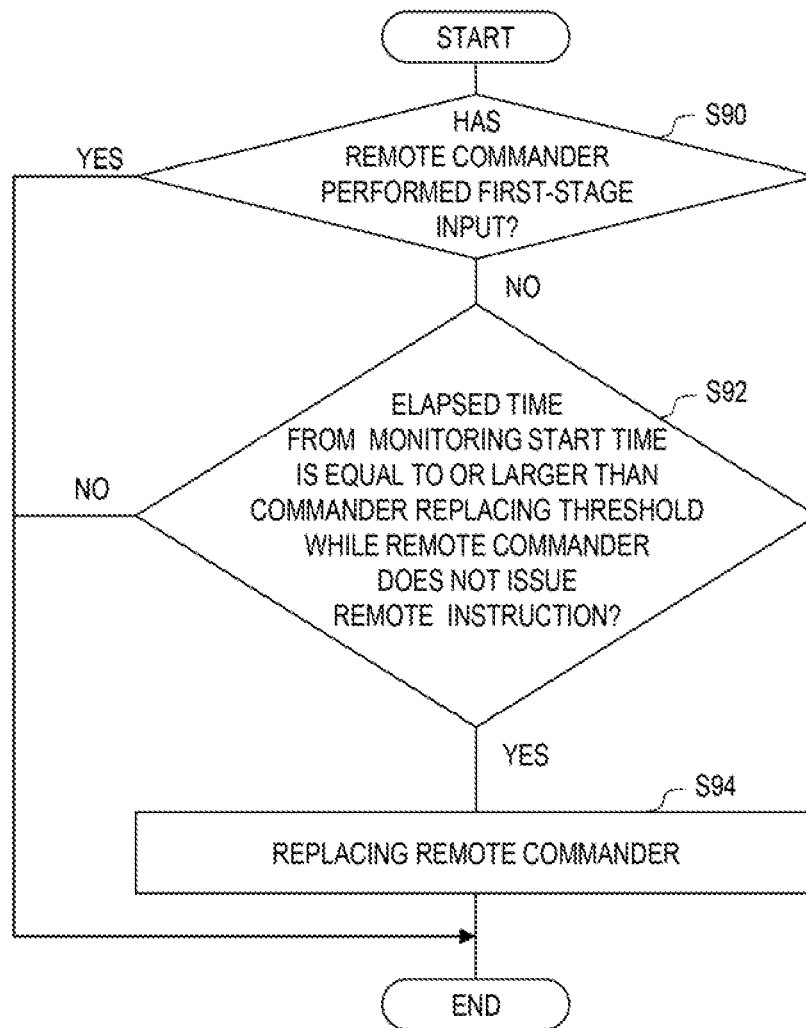 START
S90
HAS
REMOTE COMMANDER
PERFORMED FIRST-STAGE
INPUT?
YES
NO
S92
ELAPSED TIME
FROM MONITORING START TIME
IS EQUAL TO OR LARGER THAN
COMMANDER REPLACING THRESHOLD
WHILE REMOTE COMMANDER
DOES NOT ISSUE
REMOTE INSTRUCTION?
NO
YES
S94
REPLACING REMOTE COMMANDER
END